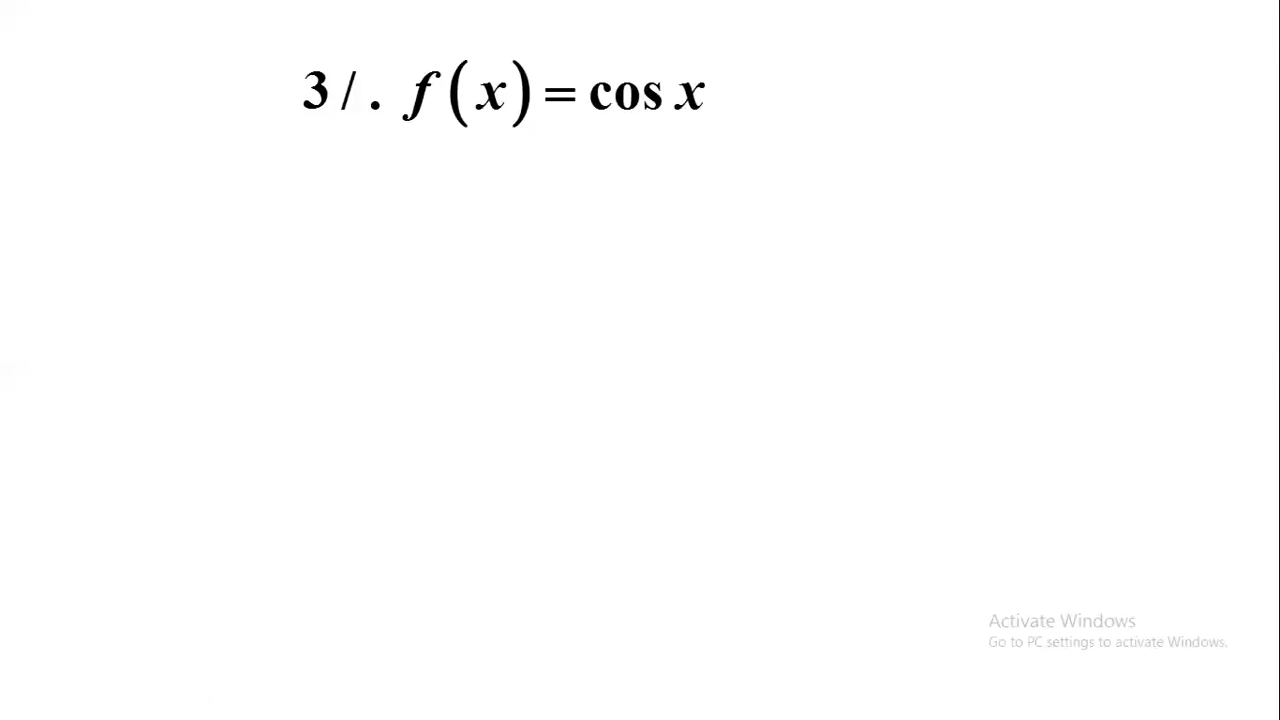 3 / . f(x) = cos x
Activate Windows
Go to PC settings to activate Windows.